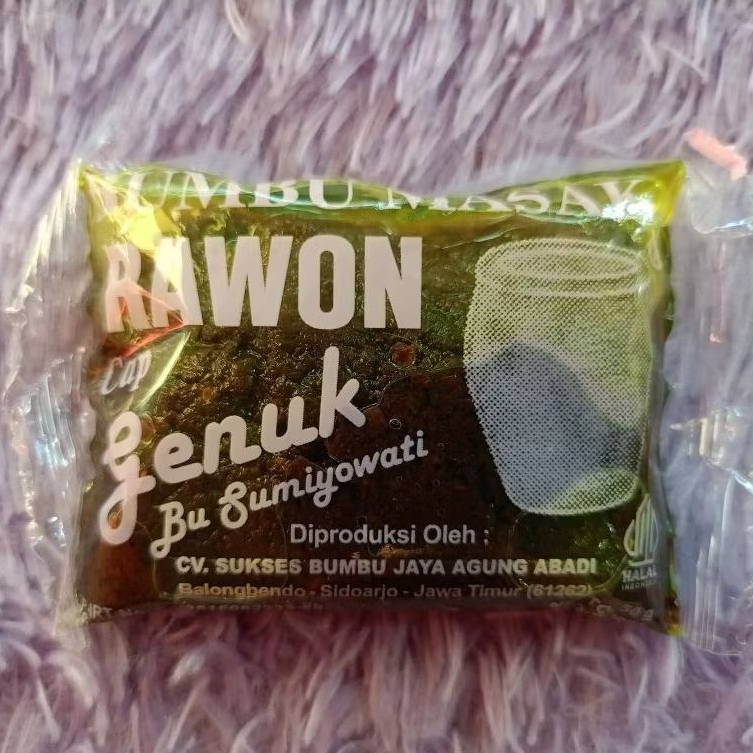 BUMBU MASAK
RAWON
Cap
Genuk
Bu Sumiyowati
Diproduksi Oleh :
CV. SUKSES BUMBU JAYA AGUNG ABADI
Balongbendo - Sidoarjo - Jawa Timur (61262)
HALAL
INDONESIA